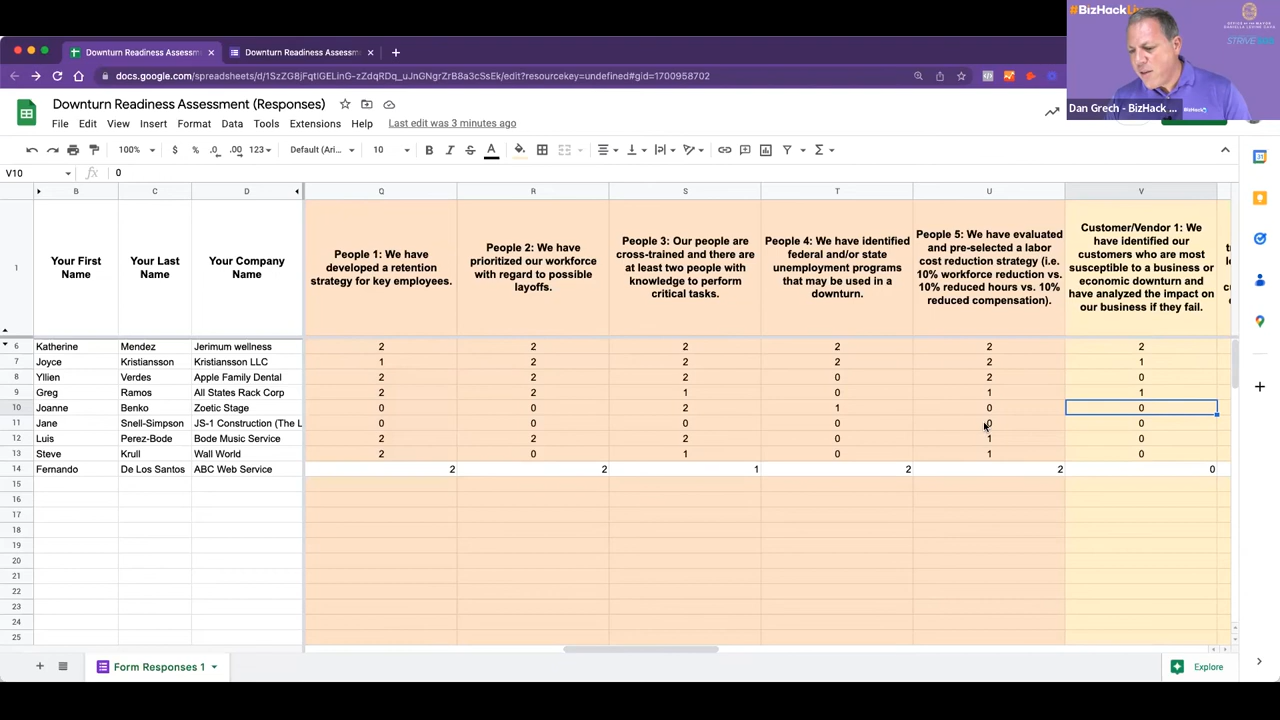 #BizHackLive
OFFICE OF THE MAYOR
DANIELLA LEVINE CAVA
STRIVE
BizHack
Dan Grech - BizHack ...
Downturn Readiness Assessment
Downturn Readiness Assessment
docs.google.com/spreadsheets/d/1SzZG8jFqtlGELinG-zZdqRDq_uJnGNgrZrB8a3cSsEk/edit?resourcekey=undefined#gid=1700958702
Downturn Readiness Assessment (Responses)
File Edit View Insert Format Data Tools Extensions Help Last edit was 3 minutes ago
100% $ % .0 .00 123 Default (Ari... 10 B I S A
V10 fx 0
B C D Q R S T U V
1
Your First Name
Your Last Name
Your Company Name
People 1: We have developed a retention strategy for key employees.
People 2: We have prioritized our workforce with regard to possible layoffs.
People 3: Our people are cross-trained and there are at least two people with knowledge to perform critical tasks.
People 4: We have identified federal and/or state unemployment programs that may be used in a downturn.
People 5: We have evaluated and pre-selected a labor cost reduction strategy (i.e. 10% workforce reduction vs. 10% reduced hours vs. 10% reduced compensation).
Customer/Vendor 1: We have identified our customers who are most susceptible to a business or economic downturn and have analyzed the impact on our business if they fail.
6 Katherine Mendez Jerimum wellness 2 2 2 2 2 2
7 Joyce Kristiansson Kristiansson LLC 1 2 2 2 2 1
8 Yllien Verdes Apple Family Dental 2 2 2 0 2 0
9 Greg Ramos All States Rack Corp 2 2 1 0 1 1
10 Joanne Benko Zoetic Stage 0 0 2 1 0 0
11 Jane Snell-Simpson JS-1 Construction (The L 0 0 0 0 0 0
12 Luis Perez-Bode Bode Music Service 2 2 2 0 1 0
13 Steve Krull Wall World 2 0 1 0 1 0
14 Fernando De Los Santos ABC Web Service 2 2 1 2 2 0
15
16
17
18
19
20
21
22
23
24
25
Form Responses 1
Explore